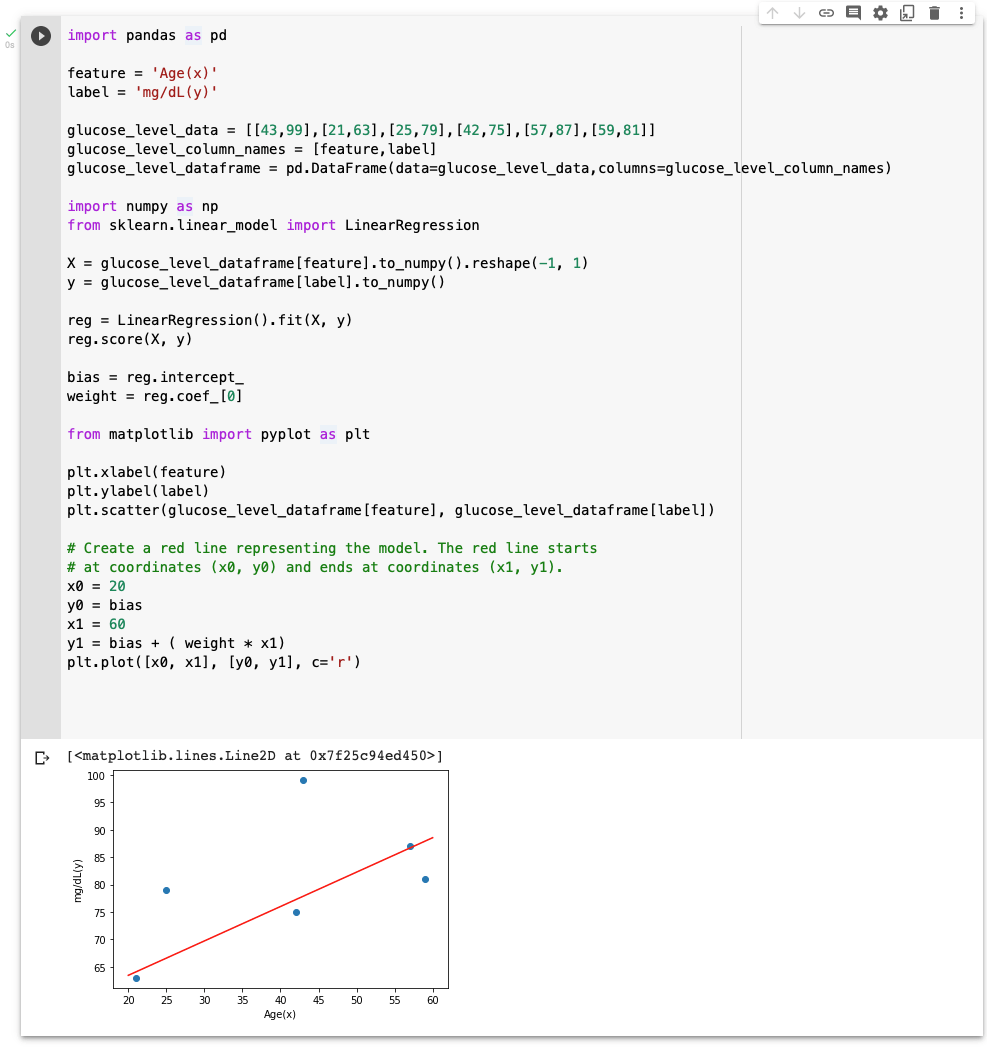 0s
import pandas as pd
feature = 'Age(x)'
label = 'mg/dL(y)'
glucose_level_data = [[43,99],[21,63],[25,79],[42,75],[57,87],[59,81]]
glucose_level_column_names = [feature,label]
glucose_level_dataframe = pd.DataFrame(data=glucose_level_data,columns=glucose_level_column_names)
import numpy as np
from sklearn.linear_model import LinearRegression
X = glucose_level_dataframe[feature].to_numpy().reshape(-1, 1)
y = glucose_level_dataframe[label].to_numpy()
reg = LinearRegression().fit(X, y)
reg.score(X, y)
bias = reg.intercept_
weight = reg.coef_[0]
from matplotlib import pyplot as plt
plt.xlabel(feature)
plt.ylabel(label)
plt.scatter(glucose_level_dataframe[feature], glucose_level_dataframe[label])
# Create a red line representing the model. The red line starts
# at coordinates (x0, y0) and ends at coordinates (x1, y1).
x0 = 20
y0 = bias
x1 = 60
y1 = bias + ( weight * x1)
plt.plot([x0, x1], [y0, y1], c='r')
[<matplotlib.lines.Line2D at 0x7f25c94ed450>]
100
95
90
85
80
75
70
65
mg/dL(y)
20 25 30 35 40 45 50 55 60
Age(x)